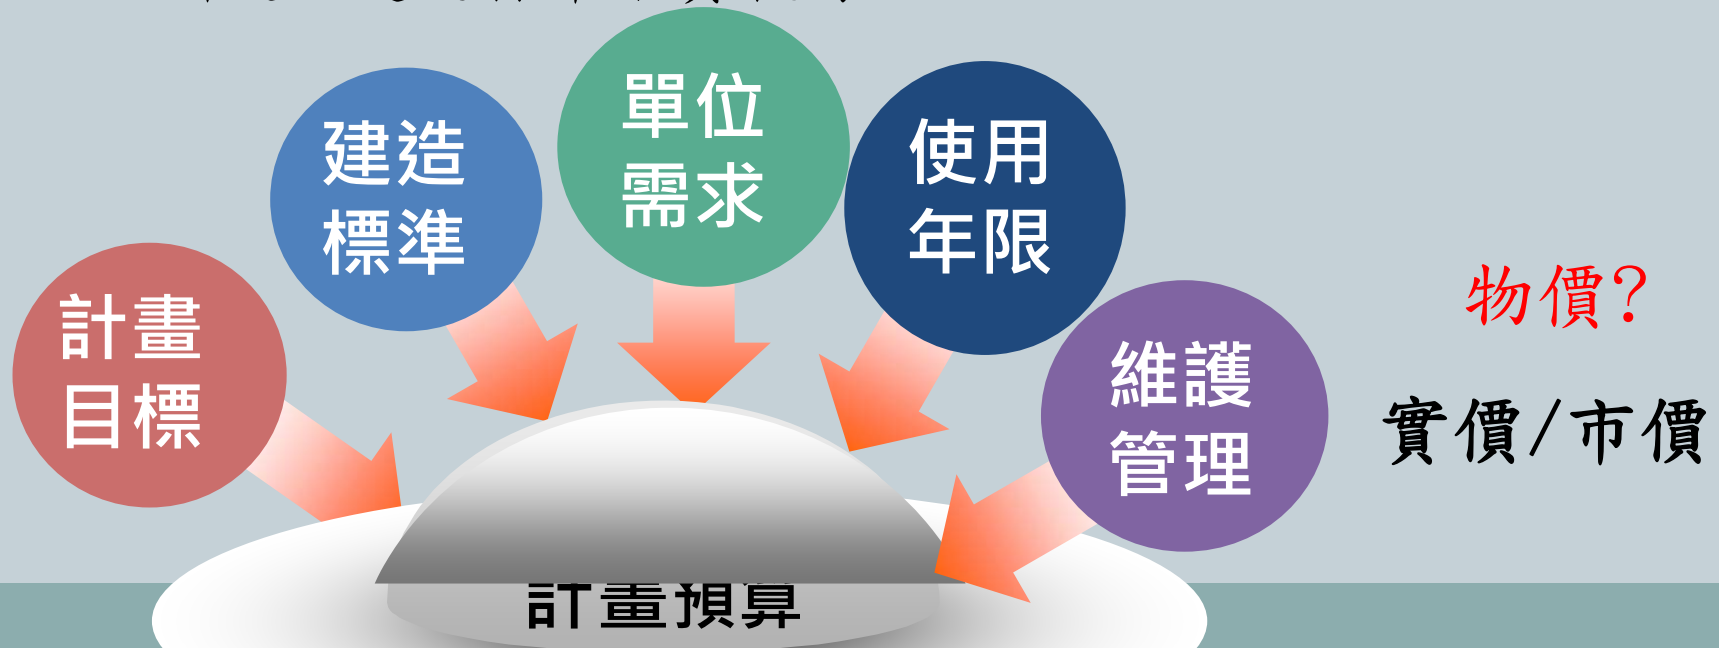 計畫
目標
建造
標準
單位
需求
使用
年限
維護
管理
物價?
實價/市價
計畫預算